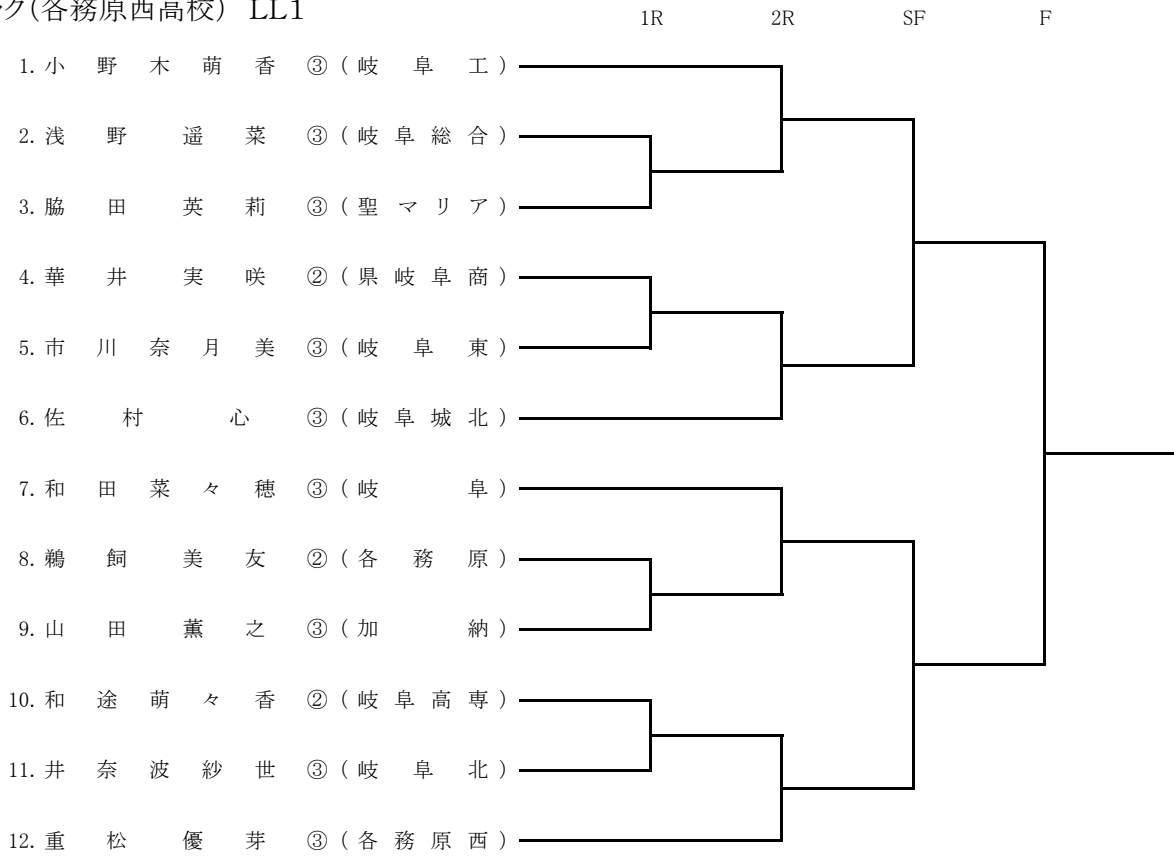 ク(各務原西高校) LL1
1R 2R SF F
1. 小野木萌香 ③ (岐阜工)
2. 浅野遥菜 ③ (岐阜総合)
3. 脇田英莉 ③ (聖マリア)
4. 華井実咲 ② (県岐阜商)
5. 市川奈月美 ③ (岐阜東)
6. 佐村心 ③ (岐阜城北)
7. 和田菜々穂 ③ (岐阜)
8. 鵜飼美友 ② (各務原)
9. 山田薫之 ③ (加納)
10. 和途萌々香 ② (岐阜高専)
11. 井奈波紗世 ③ (岐阜北)
12. 重松優芽 ③ (各務原西)